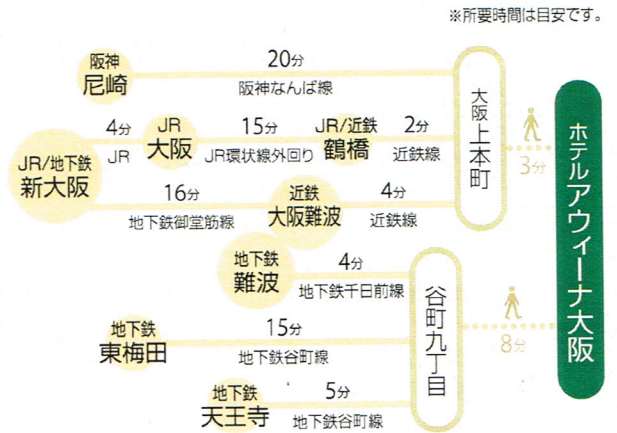 ※所要時間は目安です。
阪神
尼崎
20分
阪神なんば線
JR/地下鉄
新大阪
4分
JR
JR
大阪
15分
JR環状線外回り
JR/近鉄
鶴橋
2分
近鉄線
16分
地下鉄御堂筋線
近鉄
大阪難波
4分
近鉄線
大阪上本町
3分
地下鉄
難波
4分
地下鉄千日前線
地下鉄
東梅田
15分
地下鉄谷町線
地下鉄
天王寺
5分
地下鉄谷町線
谷町九丁目
8分
ホテルアウィーナ大阪